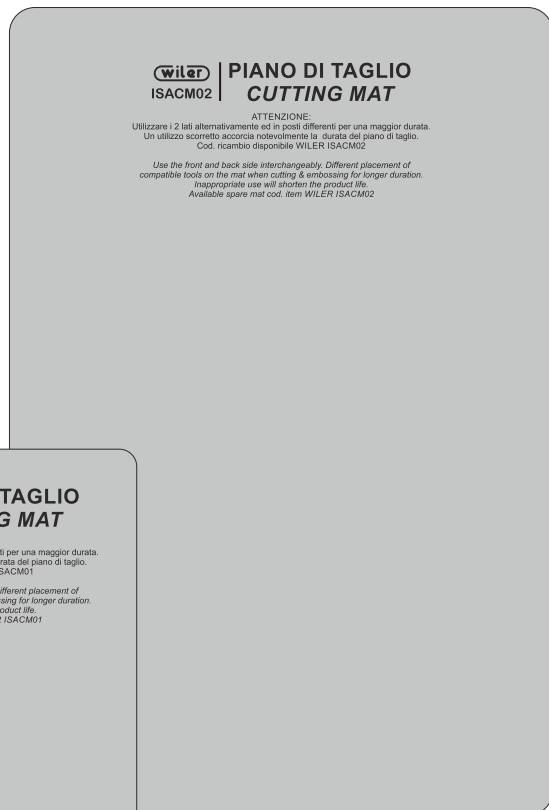 wiler
ISACM02
PIANO DI TAGLIO
CUTTING MAT
ATTENZIONE:
Utilizzare i 2 lati alternativamente ed in posti differenti per una maggior durata.
Un utilizzo scorretto accorcia notevolmente la durata del piano di taglio.
Cod. ricambio disponibile WILER ISACM02
Use the front and back side interchangeably. Different placement of
compatible tools on the mat when cutting & embossing for longer duration.
Inappropriate use will shorten the product life.
Available spare mat cod. item WILER ISACM02
TAGLIO
G MAT
ti per una maggior durata.
rata del piano di taglio.
SACM01
ifferent placement of
sing for longer duration.
oduct life.
ISACM01